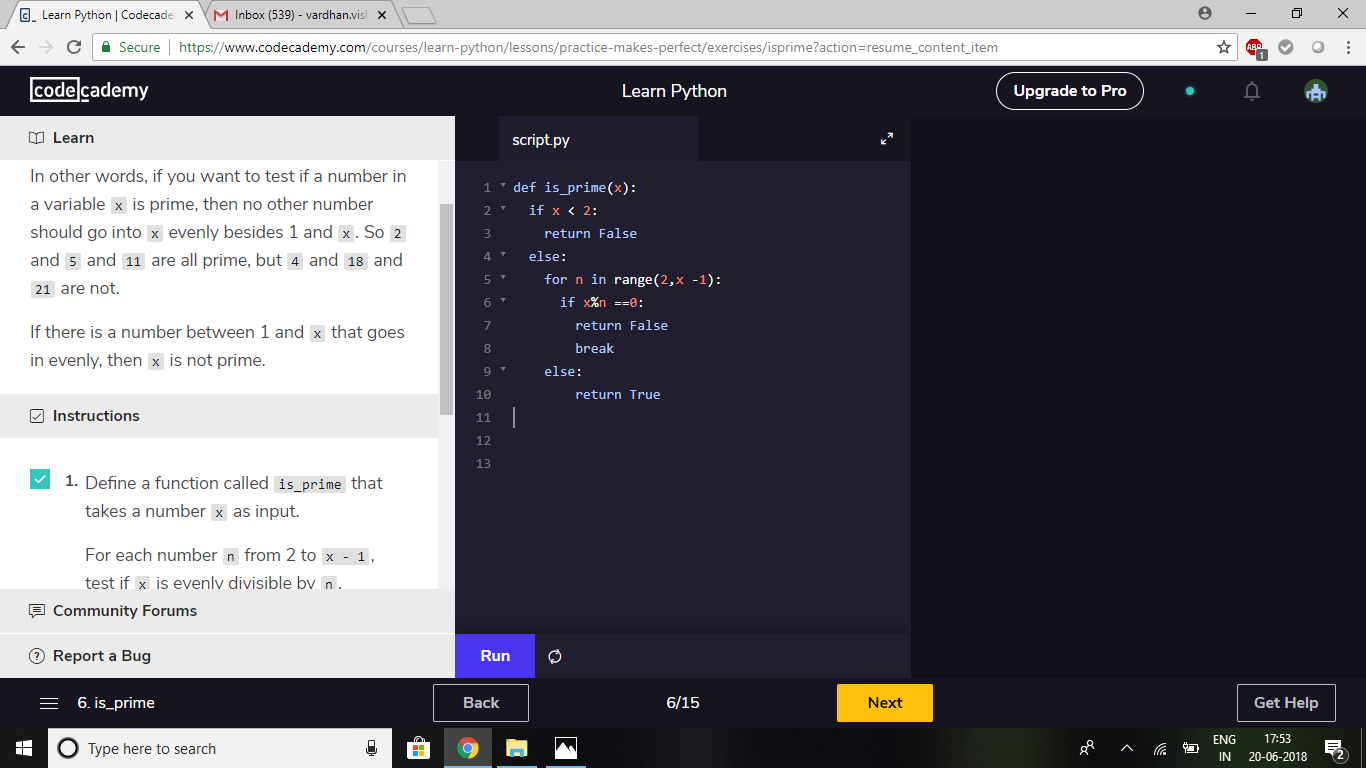 Learn Python | Codecade
Inbox (539) - vardhan.vis
Secure
https://www.codecademy.com/courses/learn-python/lessons/practice-makes-perfect/exercises/isprime?action=resume_content_item
ABP
1
codecademy
Learn Python
Upgrade to Pro
Learn
script.py
In other words, if you want to test if a number in
a variable x is prime, then no other number
should go into x evenly besides 1 and x. So 2
and 5 and 11 are all prime, but 4 and 18 and
21 are not.
If there is a number between 1 and x that goes
in evenly, then x is not prime.
Instructions
1. Define a function called is_prime that
takes a number x as input.
For each number n from 2 to x - 1,
test if x is evenly divisible by n.
Community Forums
Report a Bug
1 def is_prime(x):
2   if x < 2:
3     return False
4   else:
5     for n in range(2,x -1):
6       if x%n ==0:
7         return False
8         break
9     else:
10         return True
11
12
13
Run
6. is_prime
Back
6/15
Next
Get Help
Type here to search
ENG
IN
17:53
20-06-2018
2